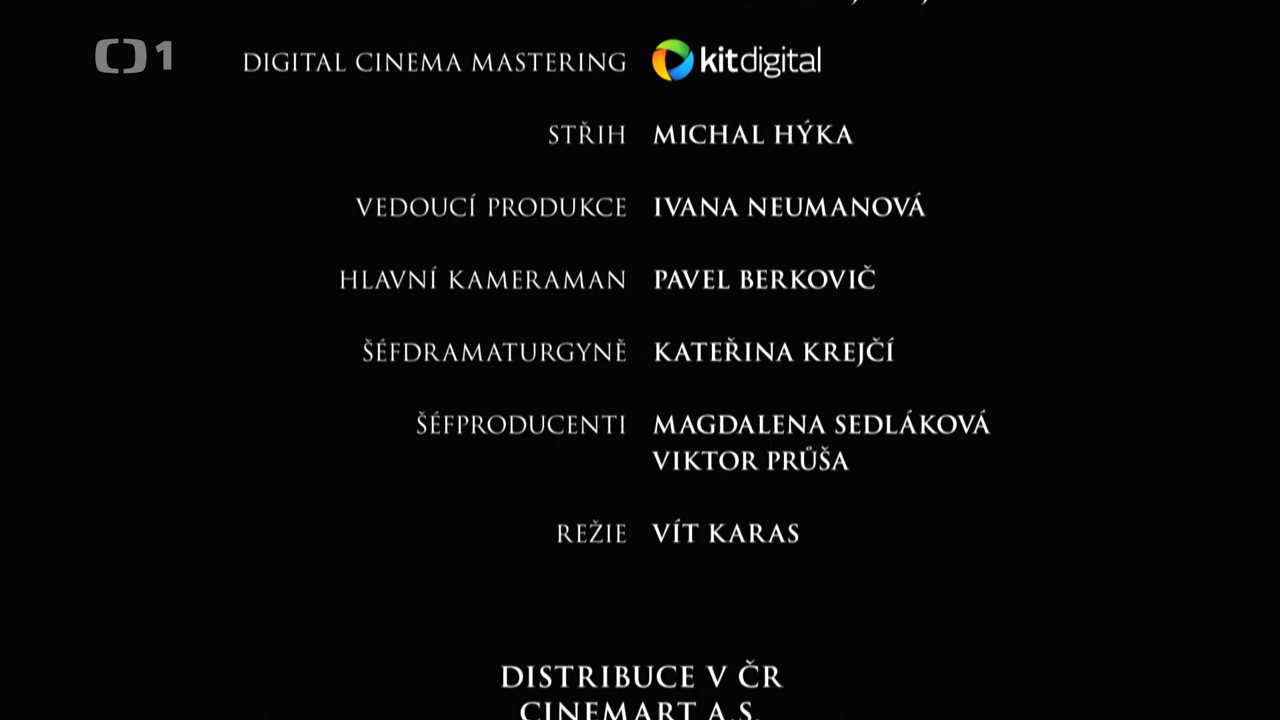 1
DIGITAL CINEMA MASTERING kitdigital
STŘIH MICHAL HÝKA
VEDOUCÍ PRODUKCE IVANA NEUMANOVÁ
HLAVNÍ KAMERAMAN PAVEL BERKOVIČ
ŠÉFDRAMATURGYNĚ KATEŘINA KREJČÍ
ŠÉFPRODUCENTI MAGDALENA SEDLÁKOVÁ
VIKTOR PRŮŠA
REŽIE VÍT KARAS
DISTRIBUCE V ČR
CINEMART A.S.